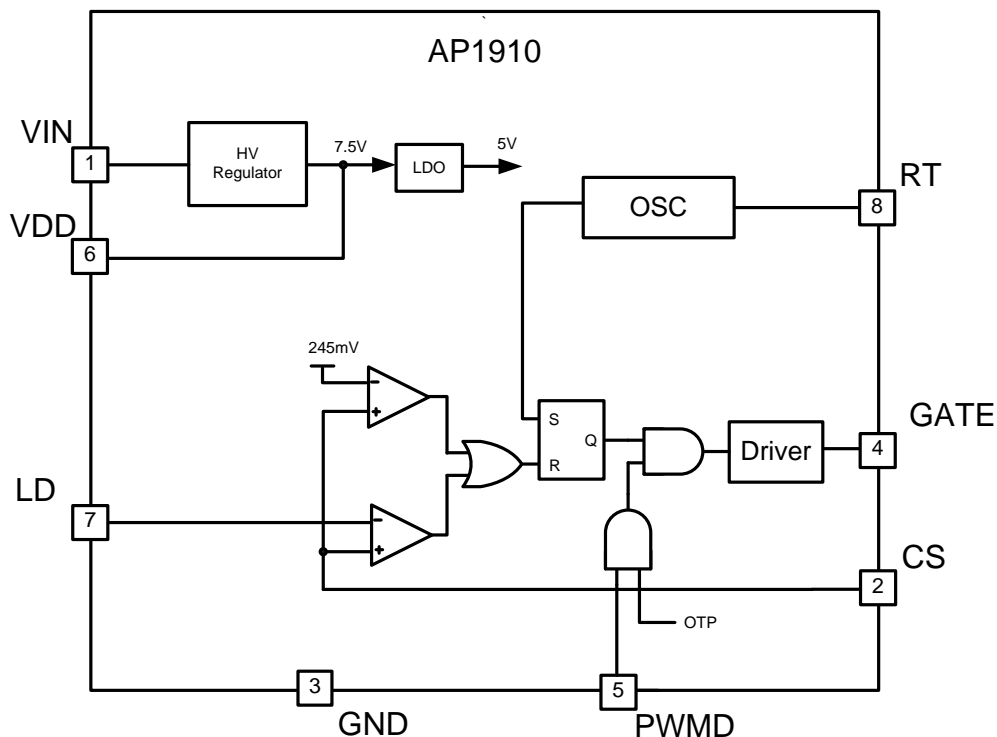 `
AP1910
VIN
1
HV
Regulator
7.5V
LDO
5V
RT
8
OSC
VDD
6
245mV
-
+
S
Q
R
Driver
GATE
4
LD
7
-
+
CS
2
OTP
3
GND
5
PWMD